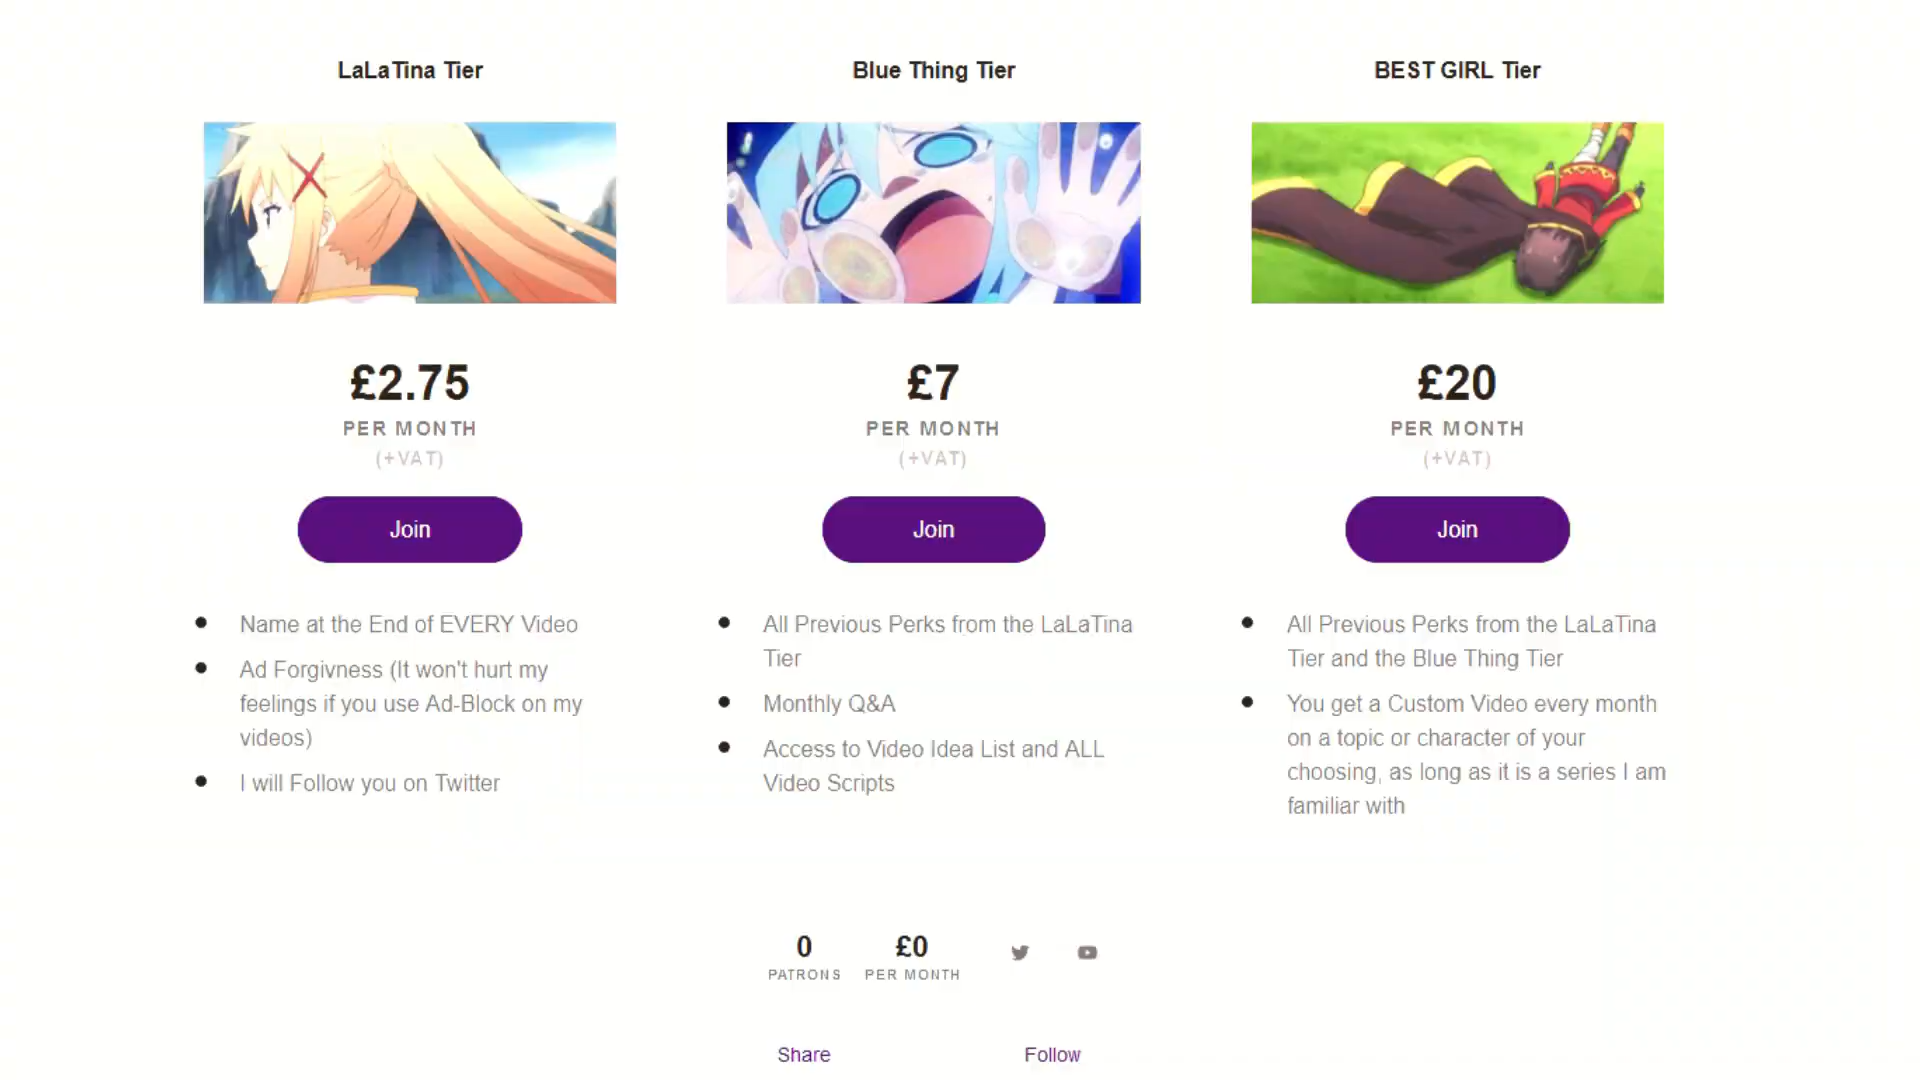 LaLaTina Tier
£2.75
PER MONTH
(+VAT)
Join
Name at the End of EVERY Video
Ad Forgivness (It won't hurt my
feelings if you use Ad-Block on my
videos)
I will Follow you on Twitter
Blue Thing Tier
£7
PER MONTH
(+VAT)
Join
All Previous Perks from the LaLaTina
Tier
Monthly Q&A
Access to Video Idea List and ALL
Video Scripts
BEST GIRL Tier
£20
PER MONTH
(+VAT)
Join
All Previous Perks from the LaLaTina
Tier and the Blue Thing Tier
You get a Custom Video every month
on a topic or character of your
choosing, as long as it is a series I am
familiar with
0
PATRONS
£0
PER MONTH
Share
Follow